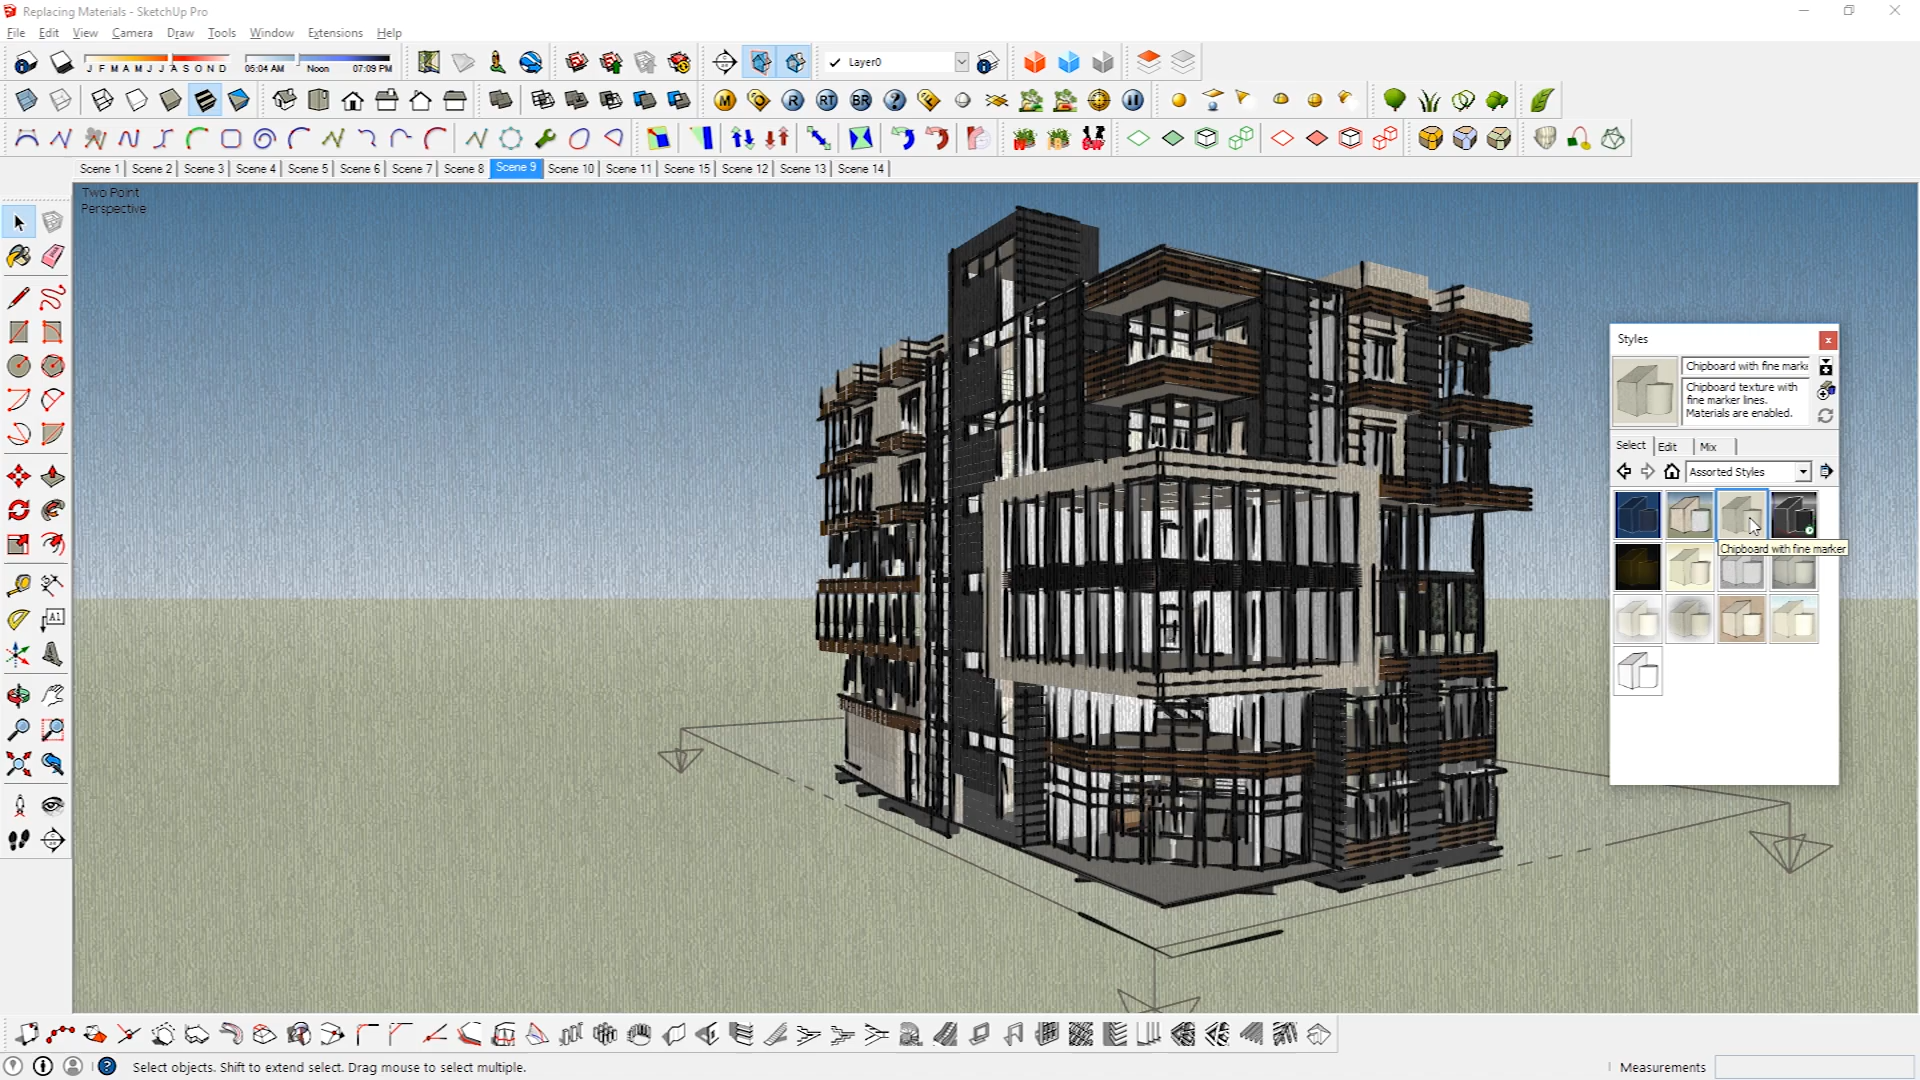 Replacing Materials - SketchUp Pro
File Edit View Camera Draw Tools Window Extensions Help
J F M A M J J A S O N D 05:04 AM Noon 07:09 PM Layer0
M R RT BR ?
Scene 1 Scene 2 Scene 3 Scene 4 Scene 5 Scene 6 Scene 7 Scene 8 Scene 9 Scene 10 Scene 11 Scene 15 Scene 12 Scene 13 Scene 14
Two Point
Perspective
Styles
Chipboard with fine marke
Chipboard texture with
fine marker lines.
Materials are enabled.
Select Edit Mix
Assorted Styles
Chipboard with fine marker
A1
Select objects. Shift to extend select. Drag mouse to select multiple.
Measurements